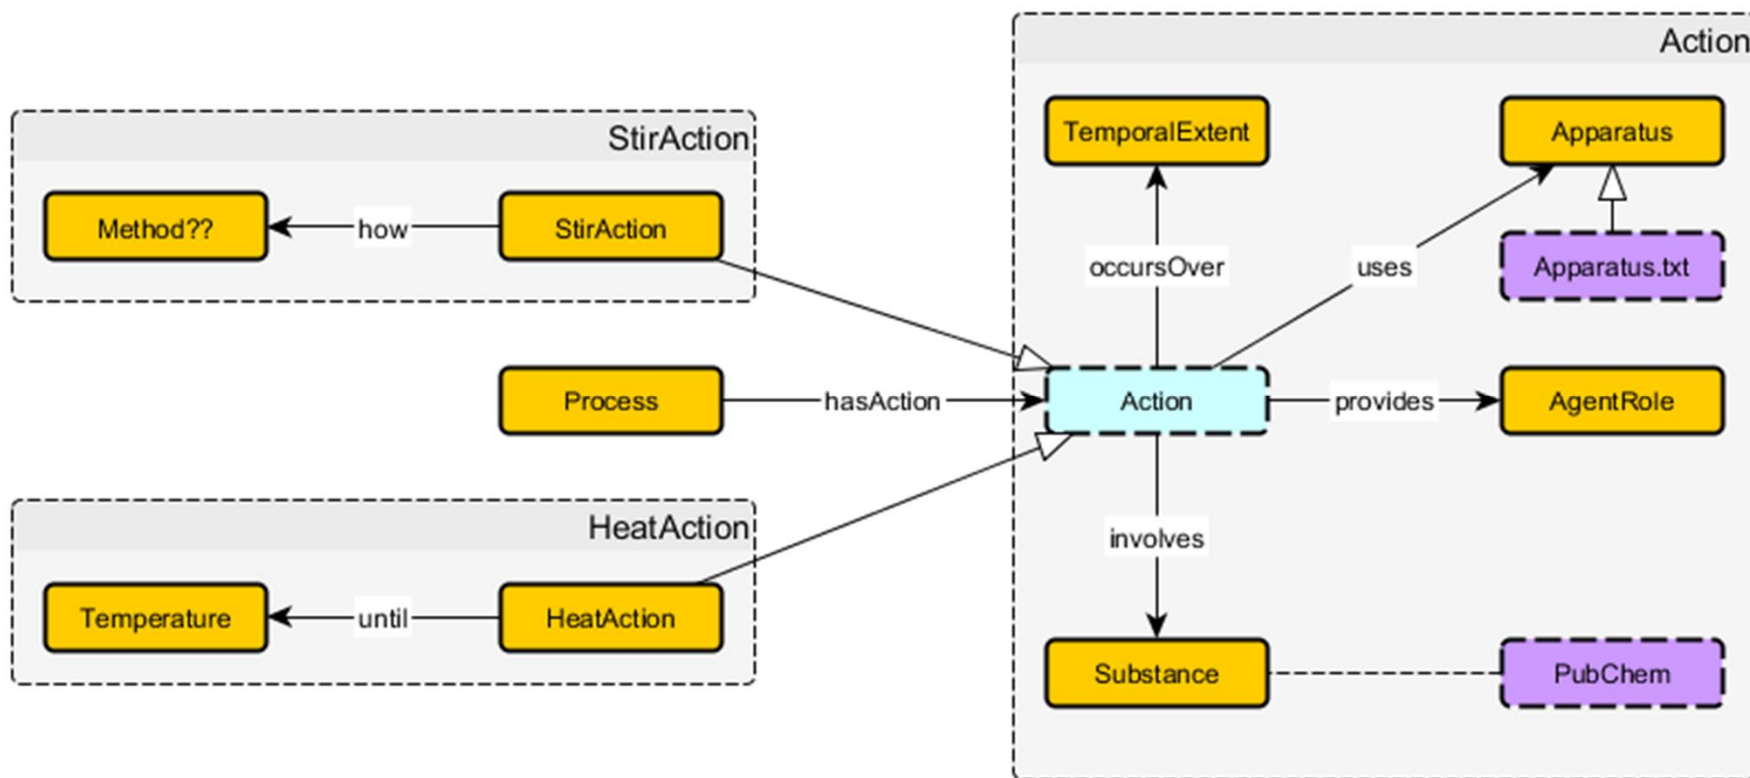 Action
TemporalExtent
Apparatus
StirAction
Method??
how
StirAction
occursOver
uses
Apparatus.txt
Process
hasAction
Action
provides
AgentRole
HeatAction
involves
Temperature
until
HeatAction
Substance
PubChem